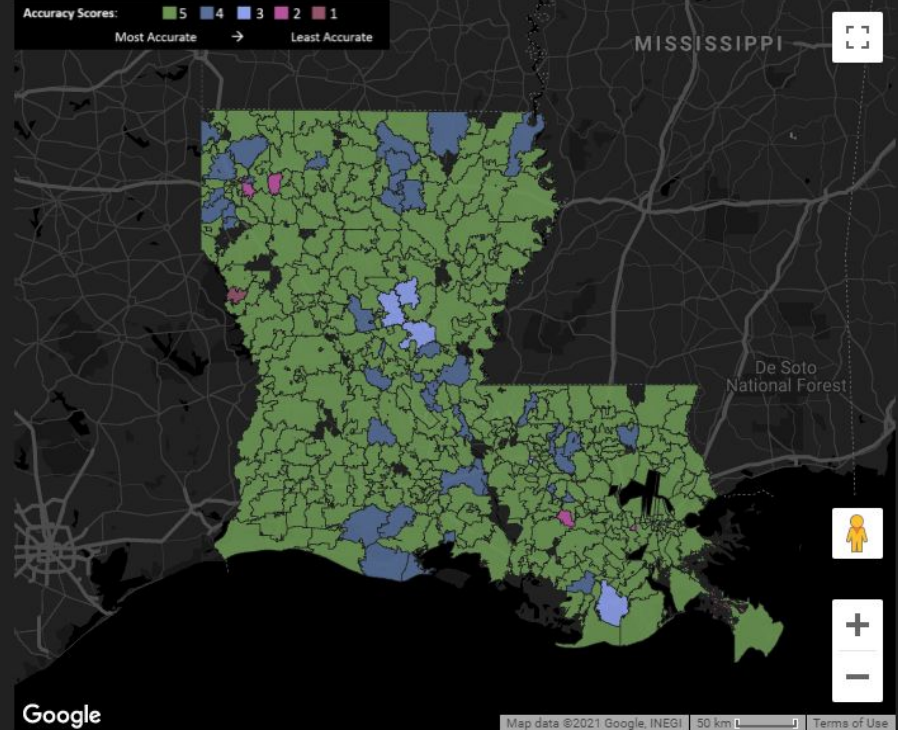 Accuracy Scores: 5 4 3 2 1
Most Accurate → Least Accurate
MISSISSIPPI
De Soto
National Forest
Google
Map data ©2021 Google, INEGI 50 km Terms of Use